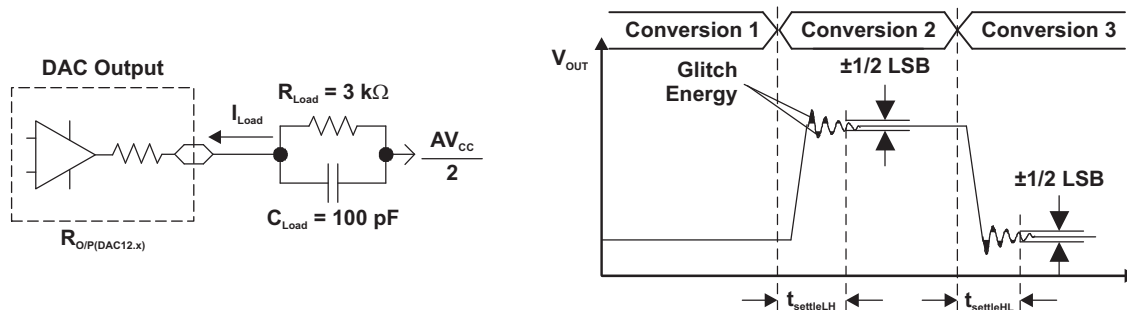 DAC Output
R_O/P(DAC12.x)
I_Load
R_Load = 3 kΩ
C_Load = 100 pF
AV_CC
2
Conversion 1
Conversion 2
Conversion 3
V_OUT
Glitch
Energy
±1/2 LSB
±1/2 LSB
t_settleLH
t_settleHL